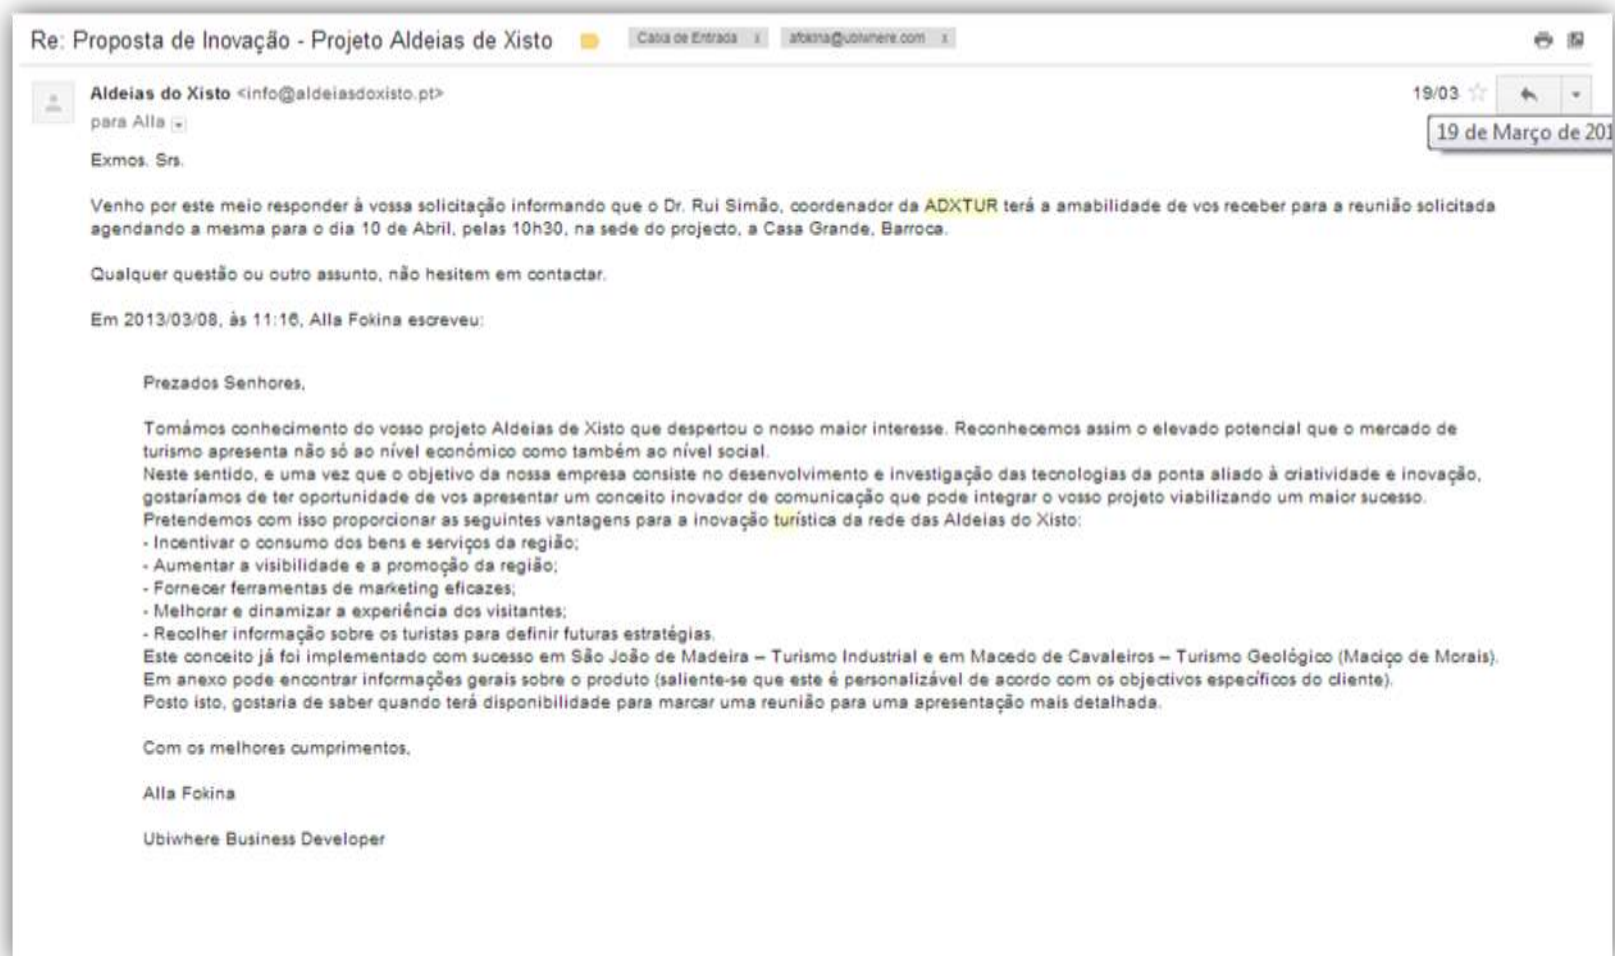 Re: Proposta de Inovação - Projeto Aldeias de Xisto Caixa de Entrada x afokina@ubiwhere.com x
Aldeias do Xisto <info@aldeiasdoxisto.pt> 19/03
para Alla
19 de Março de 201
Exmos. Srs.
Venho por este meio responder à vossa solicitação informando que o Dr. Rui Simão, coordenador da ADXTUR terá a amabilidade de vos receber para a reunião solicitada
agendando a mesma para o dia 10 de Abril, pelas 10h30, na sede do projecto, a Casa Grande, Barroca.
Qualquer questão ou outro assunto, não hesitem em contactar.
Em 2013/03/08, às 11:16, Alla Fokina escreveu:
Prezados Senhores,
Tomámos conhecimento do vosso projeto Aldeias de Xisto que despertou o nosso maior interesse. Reconhecemos assim o elevado potencial que o mercado de
turismo apresenta não só ao nível económico como também ao nível social.
Neste sentido, e uma vez que o objetivo da nossa empresa consiste no desenvolvimento e investigação das tecnologias da ponta aliado à criatividade e inovação,
gostaríamos de ter oportunidade de vos apresentar um conceito inovador de comunicação que pode integrar o vosso projeto viabilizando um maior sucesso.
Pretendemos com isso proporcionar as seguintes vantagens para a inovação turística da rede das Aldeias do Xisto:
- Incentivar o consumo dos bens e serviços da região;
- Aumentar a visibilidade e a promoção da região;
- Fornecer ferramentas de marketing eficazes;
- Melhorar e dinamizar a experiência dos visitantes;
- Recolher informação sobre os turistas para definir futuras estratégias.
Este conceito já foi implementado com sucesso em São João de Madeira – Turismo Industrial e em Macedo de Cavaleiros – Turismo Geológico (Maciço de Morais).
Em anexo pode encontrar informações gerais sobre o produto (saliente-se que este é personalizável de acordo com os objectivos específicos do cliente).
Posto isto, gostaria de saber quando terá disponibilidade para marcar uma reunião para uma apresentação mais detalhada.
Com os melhores cumprimentos,
Alla Fokina
Ubiwhere Business Developer